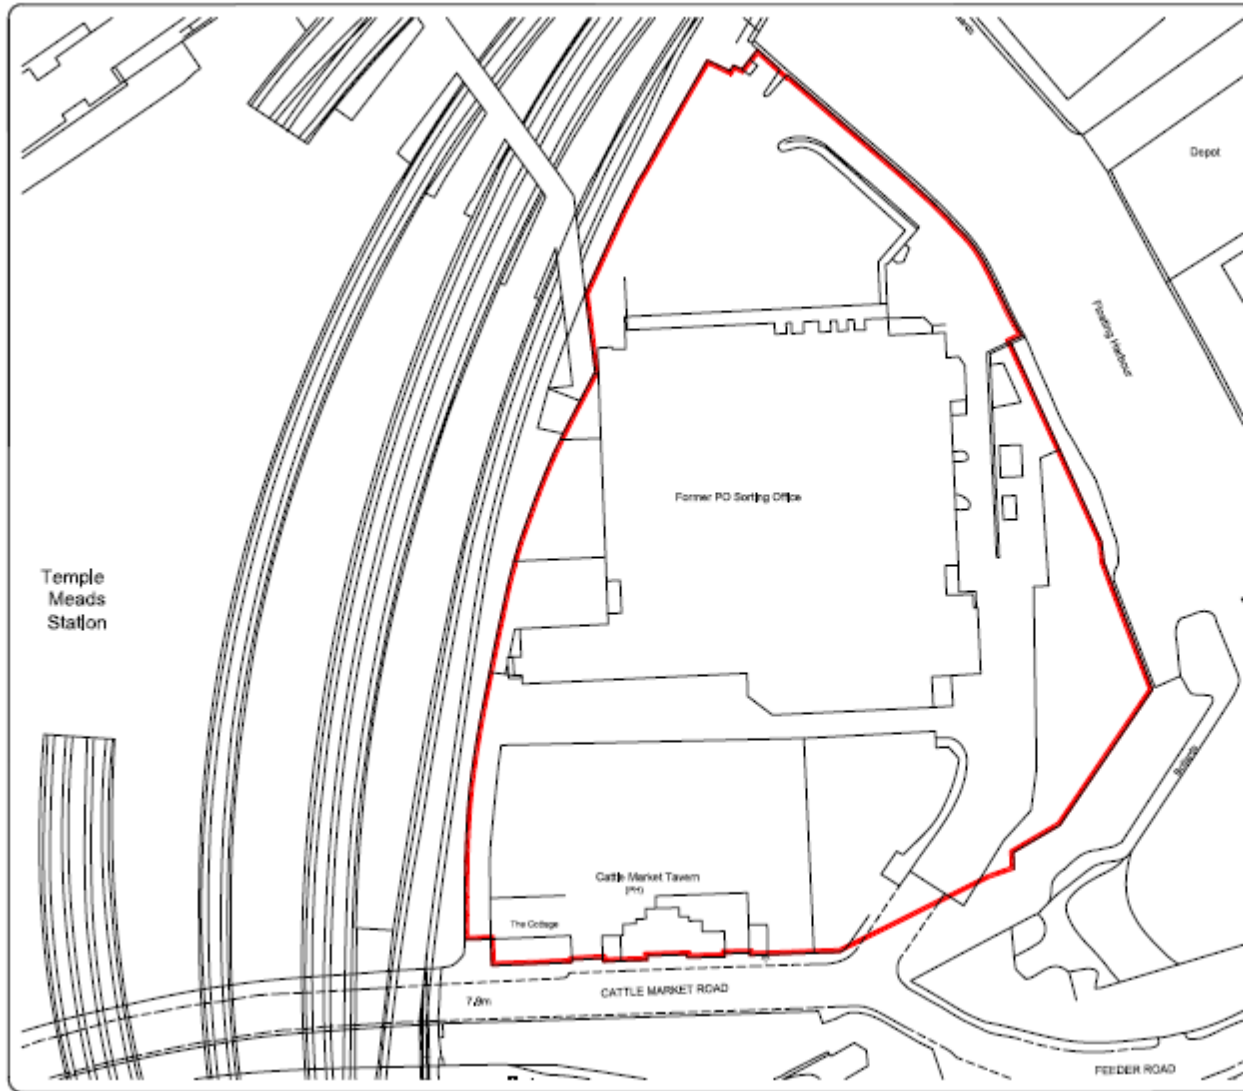 Depot
Floating Harbour
Former PO Sorting Office
Temple
Meads
Station
Cattle Market Tavern
(PH)
The Cottage
7.9m
CATTLE MARKET ROAD
FEEDER ROAD